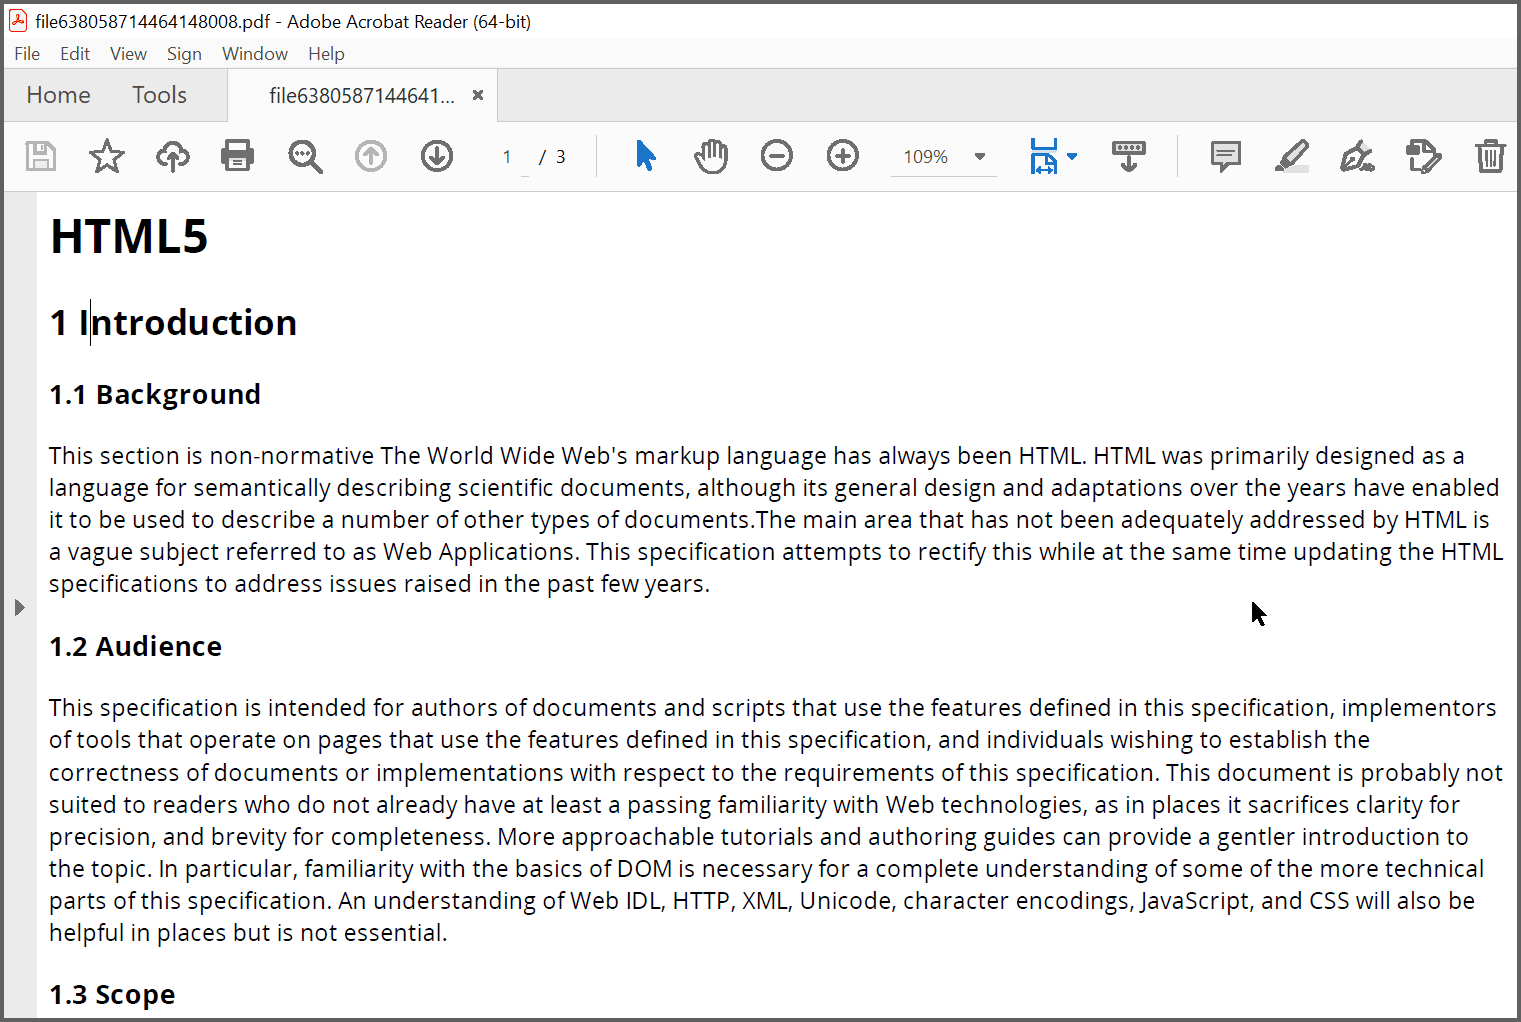 file638058714464148008.pdf - Adobe Acrobat Reader (64-bit)
File Edit View Sign Window Help
Home Tools file6380587144641...
1 / 3 109%
HTML5
1 Introduction
1.1 Background
This section is non-normative The World Wide Web's markup language has always been HTML. HTML was primarily designed as a
language for semantically describing scientific documents, although its general design and adaptations over the years have enabled
it to be used to describe a number of other types of documents.The main area that has not been adequately addressed by HTML is
a vague subject referred to as Web Applications. This specification attempts to rectify this while at the same time updating the HTML
specifications to address issues raised in the past few years.
1.2 Audience
This specification is intended for authors of documents and scripts that use the features defined in this specification, implementors
of tools that operate on pages that use the features defined in this specification, and individuals wishing to establish the
correctness of documents or implementations with respect to the requirements of this specification. This document is probably not
suited to readers who do not already have at least a passing familiarity with Web technologies, as in places it sacrifices clarity for
precision, and brevity for completeness. More approachable tutorials and authoring guides can provide a gentler introduction to
the topic. In particular, familiarity with the basics of DOM is necessary for a complete understanding of some of the more technical
parts of this specification. An understanding of Web IDL, HTTP, XML, Unicode, character encodings, JavaScript, and CSS will also be
helpful in places but is not essential.
1.3 Scope